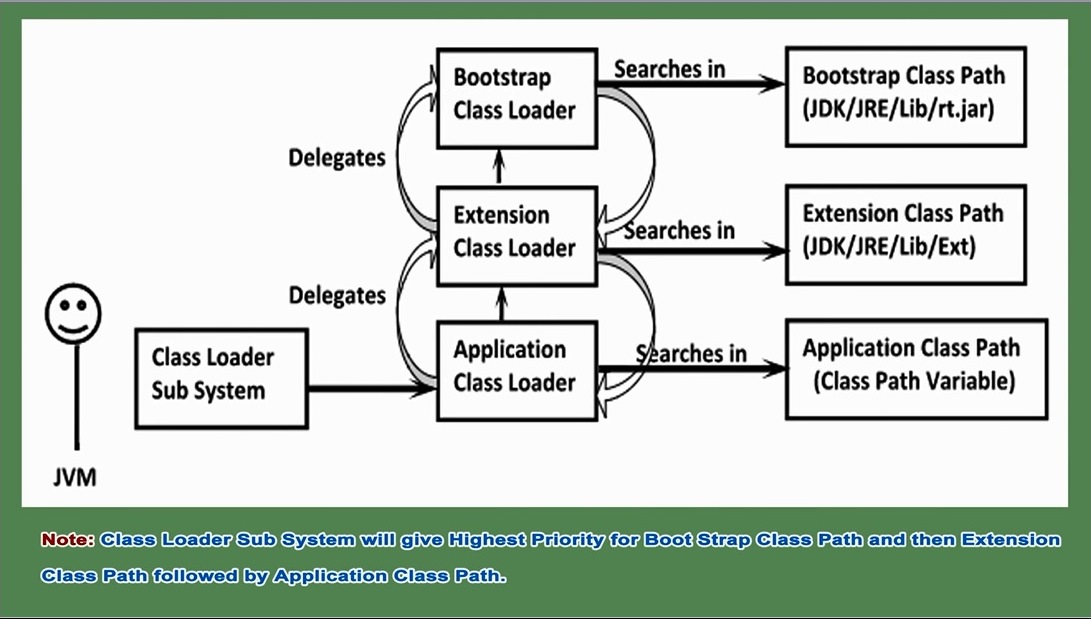 Bootstrap
Class Loader
Searches in
Bootstrap Class Path
(JDK/JRE/Lib/rt.jar)
Delegates
Extension
Class Loader
Searches in
Extension Class Path
(JDK/JRE/Lib/Ext)
Delegates
Class Loader
Sub System
Application
Class Loader
Searches in
Application Class Path
(Class Path Variable)
JVM
Note: Class Loader Sub System will give Highest Priority for Boot Strap Class Path and then Extension
Class Path followed by Application Class Path.